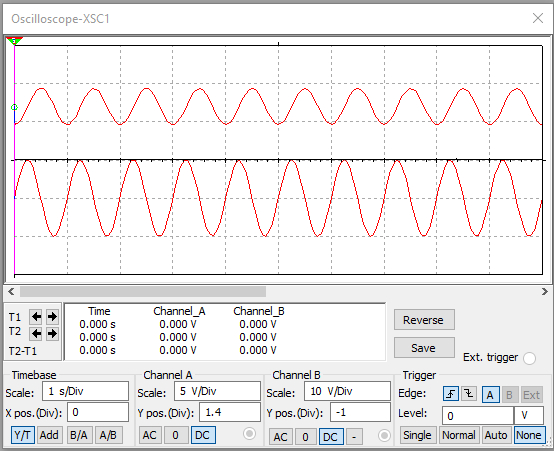 Oscilloscope-XSC1
T1
T2
T2-T1
Time Channel_A Channel_B
0.000 s 0.000 V 0.000 V
0.000 s 0.000 V 0.000 V
0.000 s 0.000 V 0.000 V
Reverse
Save
Ext. trigger
Timebase
Scale: 1 s/Div
X pos.(Div): 0
Y/T Add B/A A/B
Channel A
Scale: 5 V/Div
Y pos.(Div): 1.4
AC 0 DC
Channel B
Scale: 10 V/Div
Y pos.(Div): -1
AC 0 DC -
Trigger
Edge: A B Ext
Level: 0 V
Single Normal Auto None